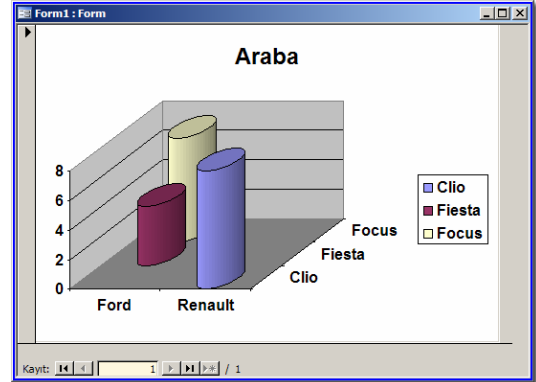 Form1 : Form
Araba
8
6
4
2
0
Ford Renault
Clio
Fiesta
Focus
Clio
Fiesta
Focus
Kayıt: 1 / 1